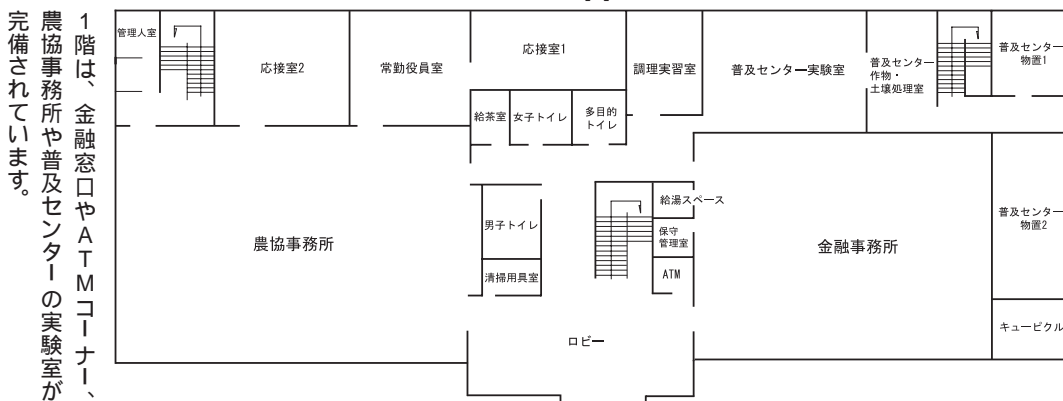 1階は、金融窓口やATMコーナー、
農協事務所や普及センターの実験室が
完備されています。
管理人室
応接室2
常勤役員室
応接室1
調理実習室
普及センター実験室
普及センター
作物・
土壌処理室
普及センター
物置1
給茶室
女子トイレ
多目的
トイレ
農協事務所
男子トイレ
清掃用具室
給湯スペース
保守
管理室
ATM
金融事務所
普及センター
物置2
キュービクル
ロビー